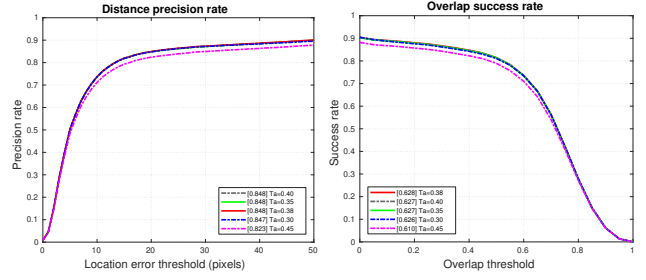 Distance precision rate
1
0.9
0.8
0.7
0.6
0.5
0.4
0.3
0.2
0.1
0
Precision rate
[0.848] Ta=0.40
[0.848] Ta=0.35
[0.848] Ta=0.38
[0.847] Ta=0.30
[0.823] Ta=0.45
0 10 20 30 40 50
Location error threshold (pixels)
Overlap success rate
1
0.9
0.8
0.7
0.6
0.5
0.4
0.3
0.2
0.1
0
Success rate
[0.628] Ta=0.38
[0.627] Ta=0.40
[0.627] Ta=0.35
[0.626] Ta=0.30
[0.610] Ta=0.45
0 0.2 0.4 0.6 0.8 1
Overlap threshold